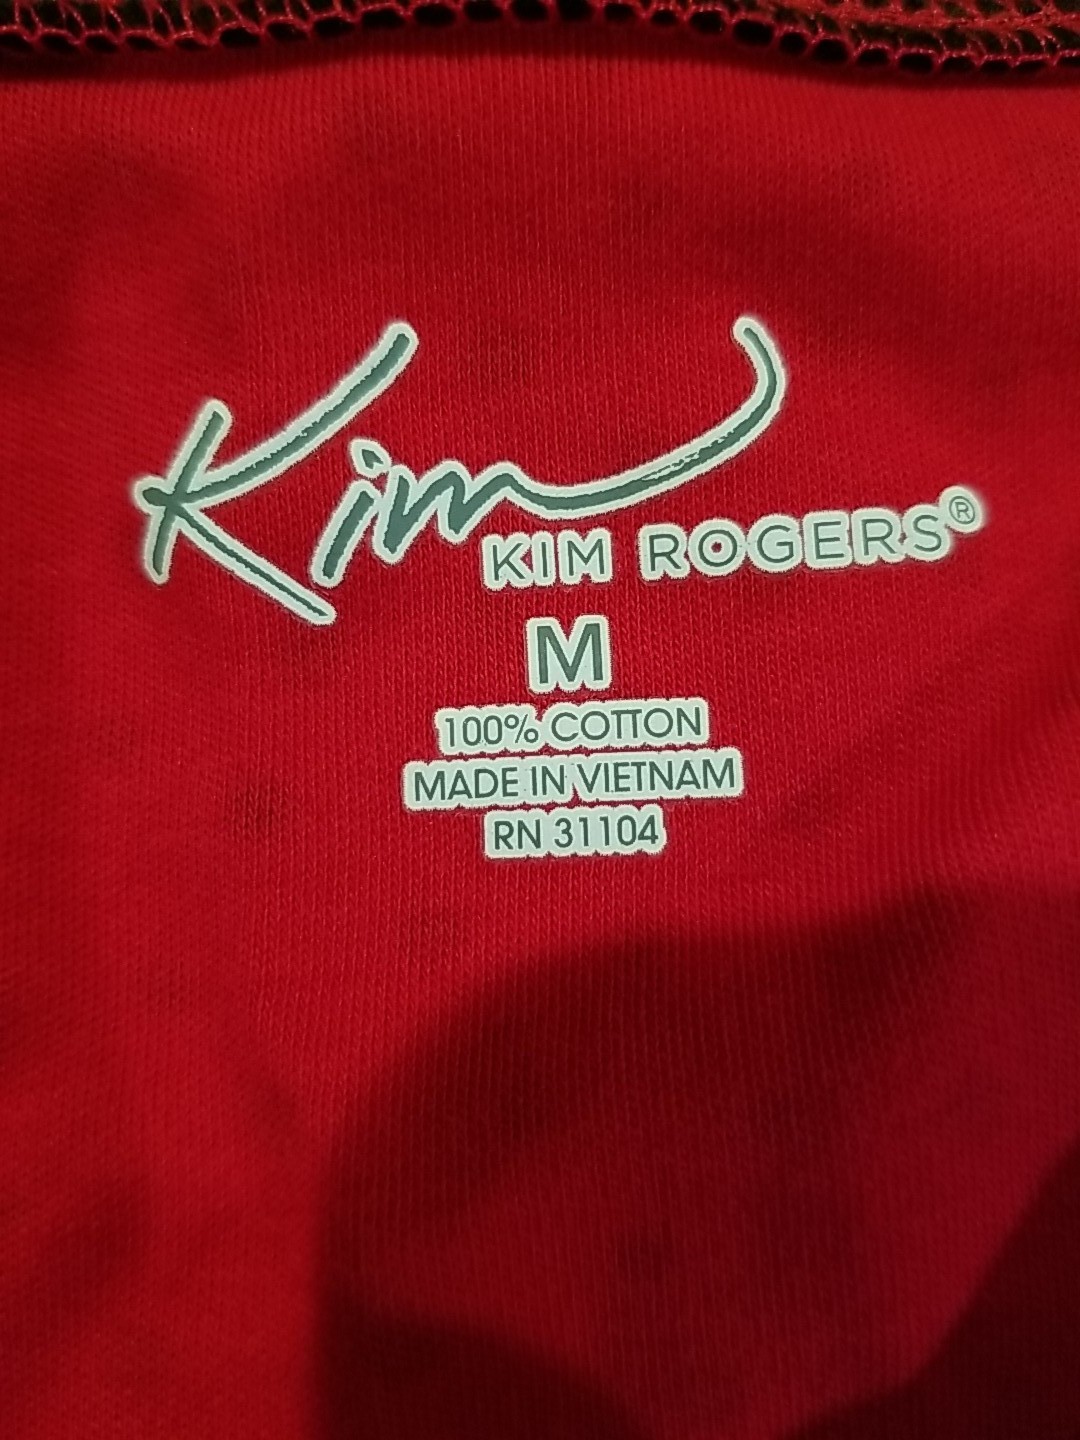 Kim
KIM ROGERS®
M
100% COTTON
MADE IN VIETNAM
RN 31104